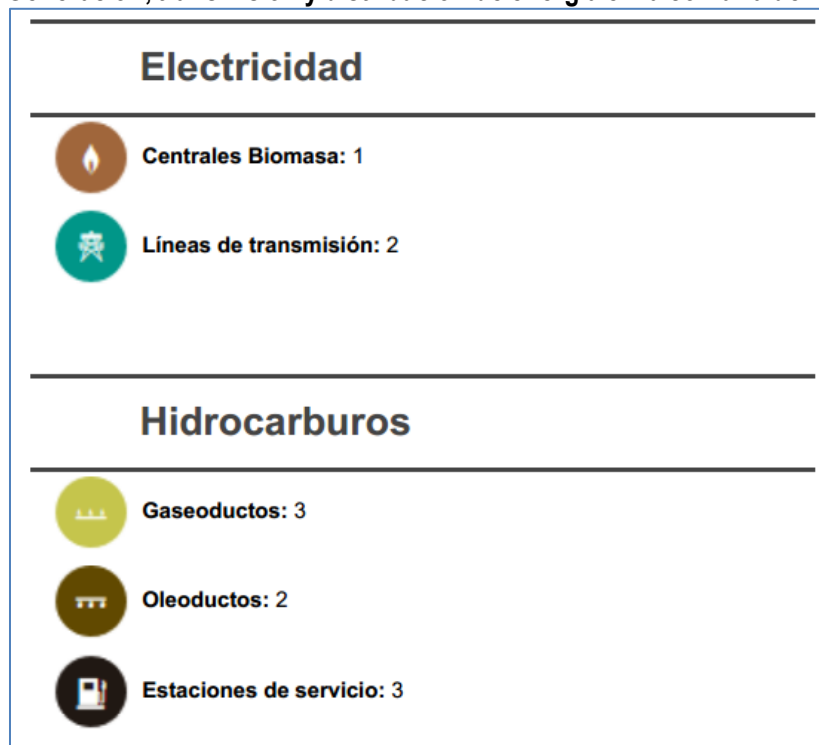 Electricidad
Centrales Biomasa: 1
Líneas de transmisión: 2
Hidrocarburos
Gaseoductos: 3
Oleoductos: 2
Estaciones de servicio: 3